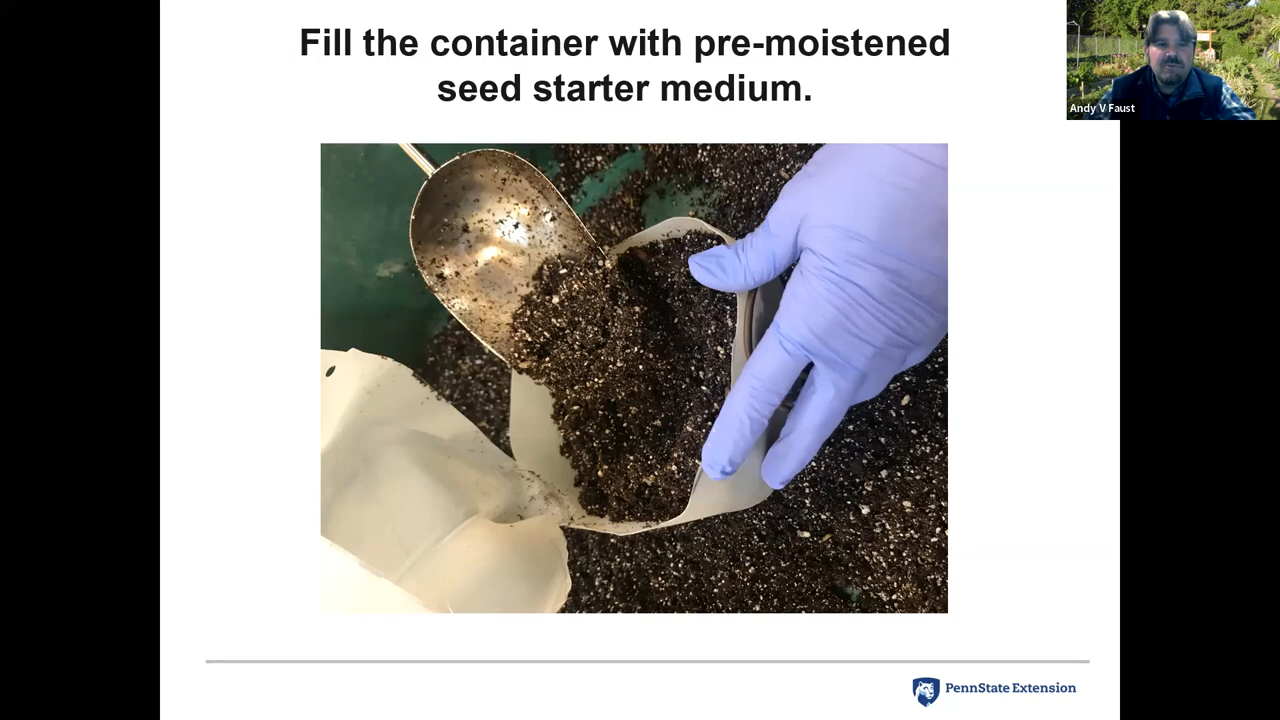 Fill the container with pre-moistened
seed starter medium.
Andy V Faust
PennState Extension